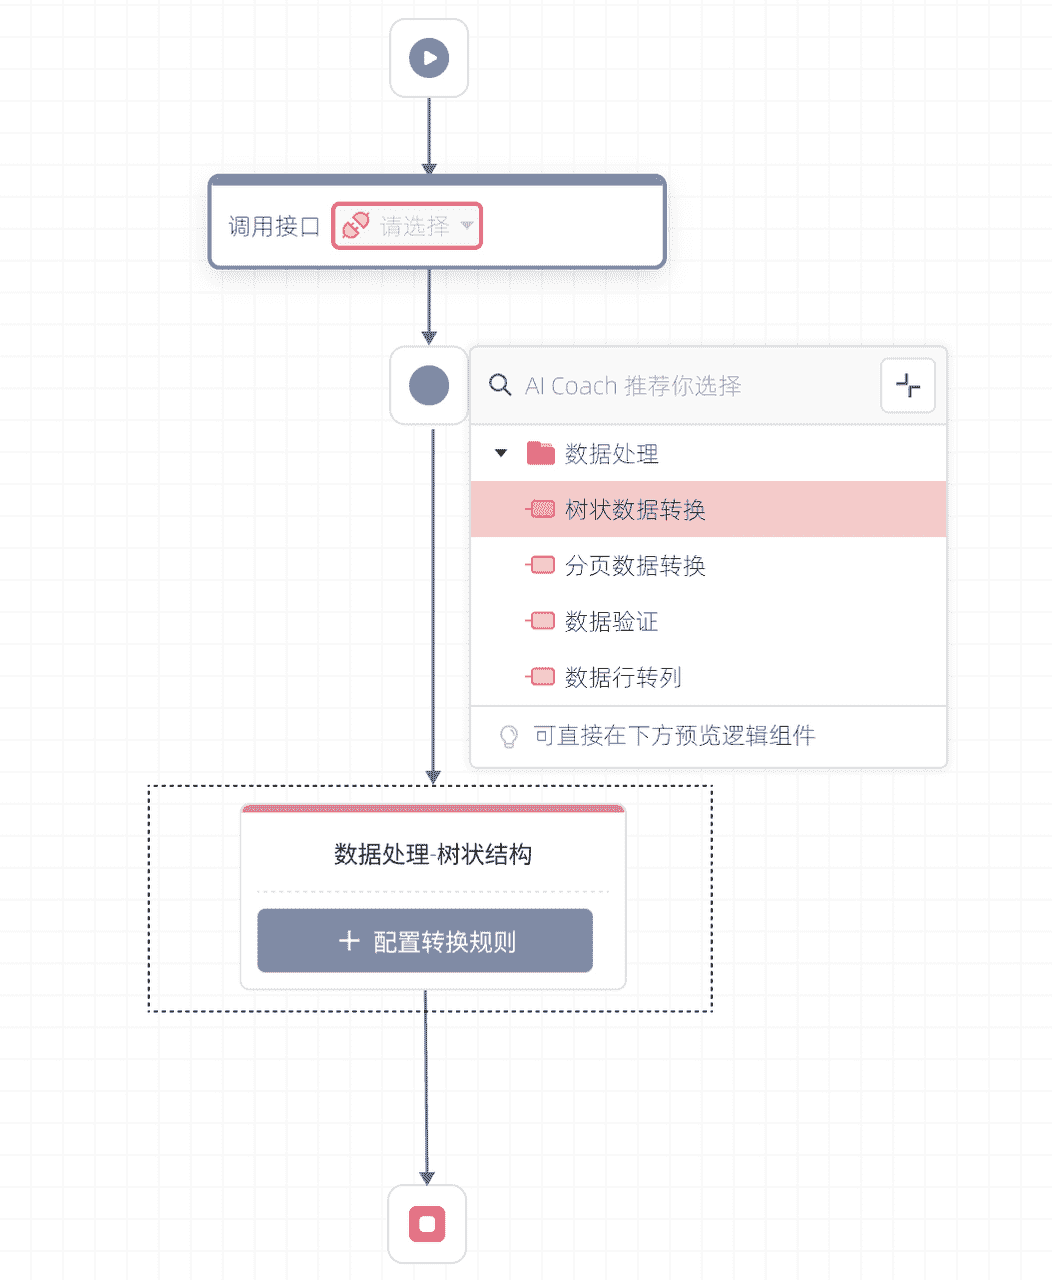 调用接口 请选择
AI Coach 推荐你选择
数据处理
树状数据转换
分页数据转换
数据验证
数据行转列
可直接在下方预览逻辑组件
数据处理-树状结构
配置转换规则